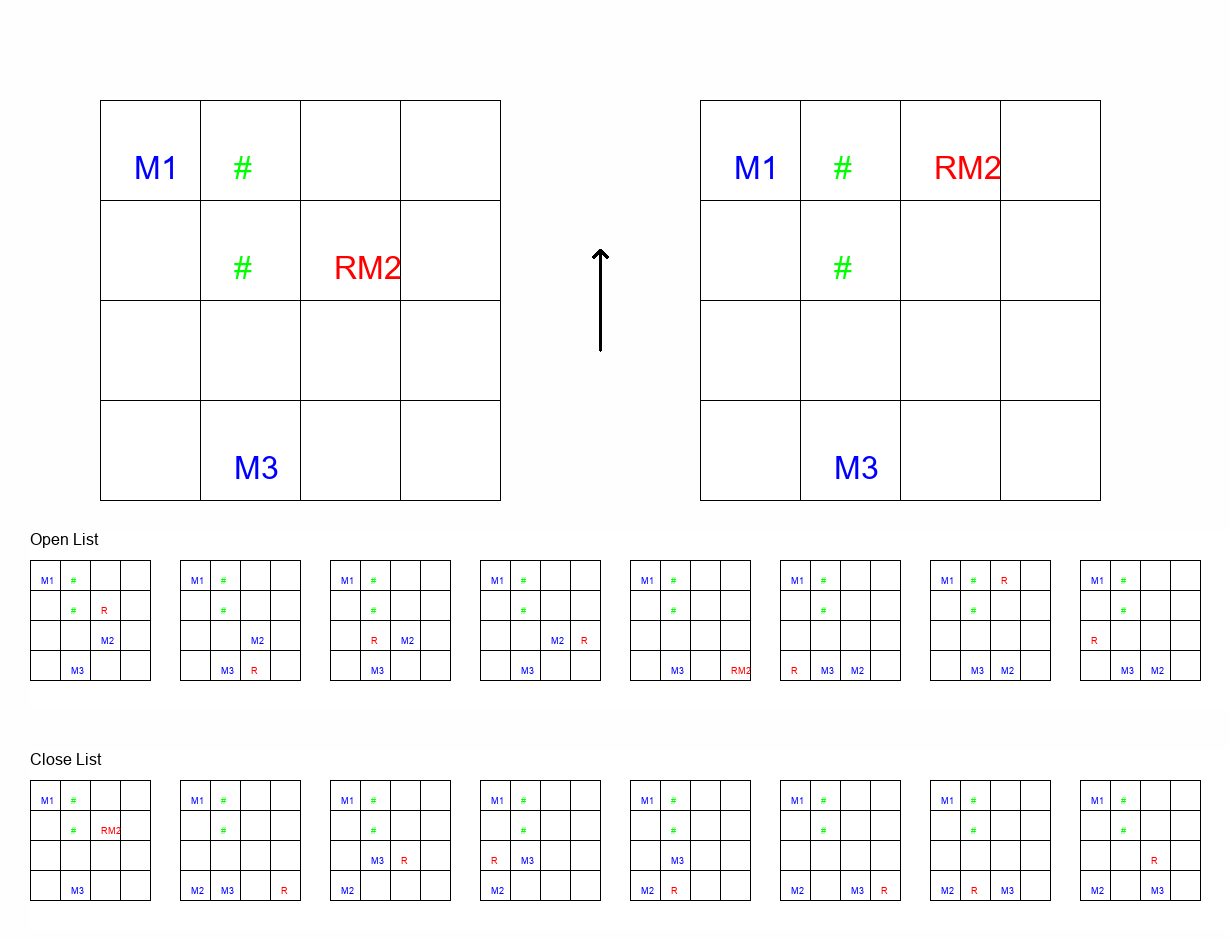 M1 # M1 # RM2
# RM2 #
M3 M3
Open List
M1 # M1 # M1 # M1 # M1 # M1 # M1 # R M1 #
# R # # # # # # #
M2 M2 R M2 M2 R R
M3 M3 R M3 M3 M3 RM2 R M3 M2 M3 M2 M3 M2
Close List
M1 # M1 # M1 # M1 # M1 # M1 # M1 # M1 #
# RM2 # # # # # # #
M3 R R M3 M3 R
M3 M2 M3 R M2 M2 M2 R M2 M3 R M2 R M3 M2 M3